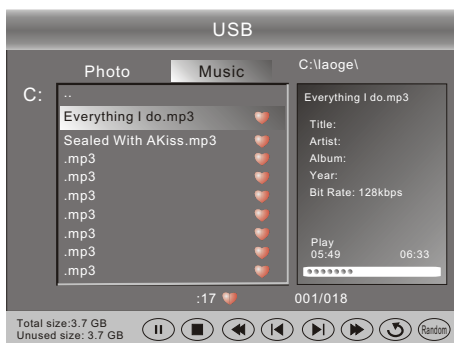 USB
Photo
Music
C:\laoge\
C:
..
Everything I do.mp3
Sealed With AKiss.mp3
.mp3
.mp3
.mp3
.mp3
.mp3
.mp3
.mp3
Everything I do.mp3
Title:
Artist:
Album:
Year:
Bit Rate: 128kbps
Play
05:49 06:33
:17
001/018
Total size:3.7 GB
Unused size: 3.7 GB
Random